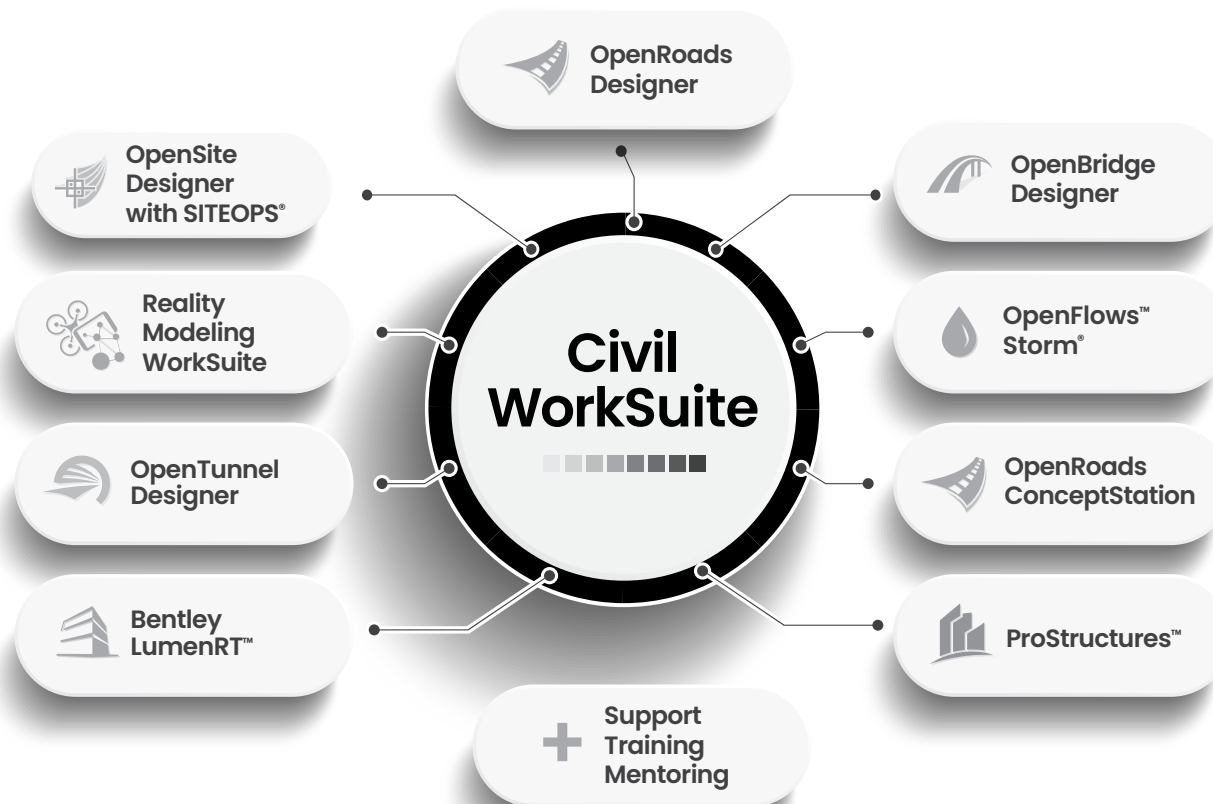 OpenRoads
Designer
OpenSite
Designer
with SITEOPS®
OpenBridge
Designer
Reality
Modeling
WorkSuite
OpenFlows™
Storm®
Civil
WorkSuite
OpenTunnel
Designer
OpenRoads
ConceptStation
Bentley
LumenRT™
ProStructures™
Support
Training
Mentoring